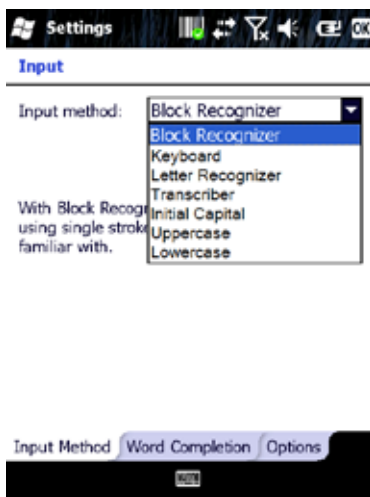 Settings OK
Input
Input method: Block Recognizer
Block Recognizer
Keyboard
Letter Recognizer
Transcriber
With Block Recog Initial Capital
using single strok Uppercase
familiar with. Lowercase
Input Method Word Completion Options